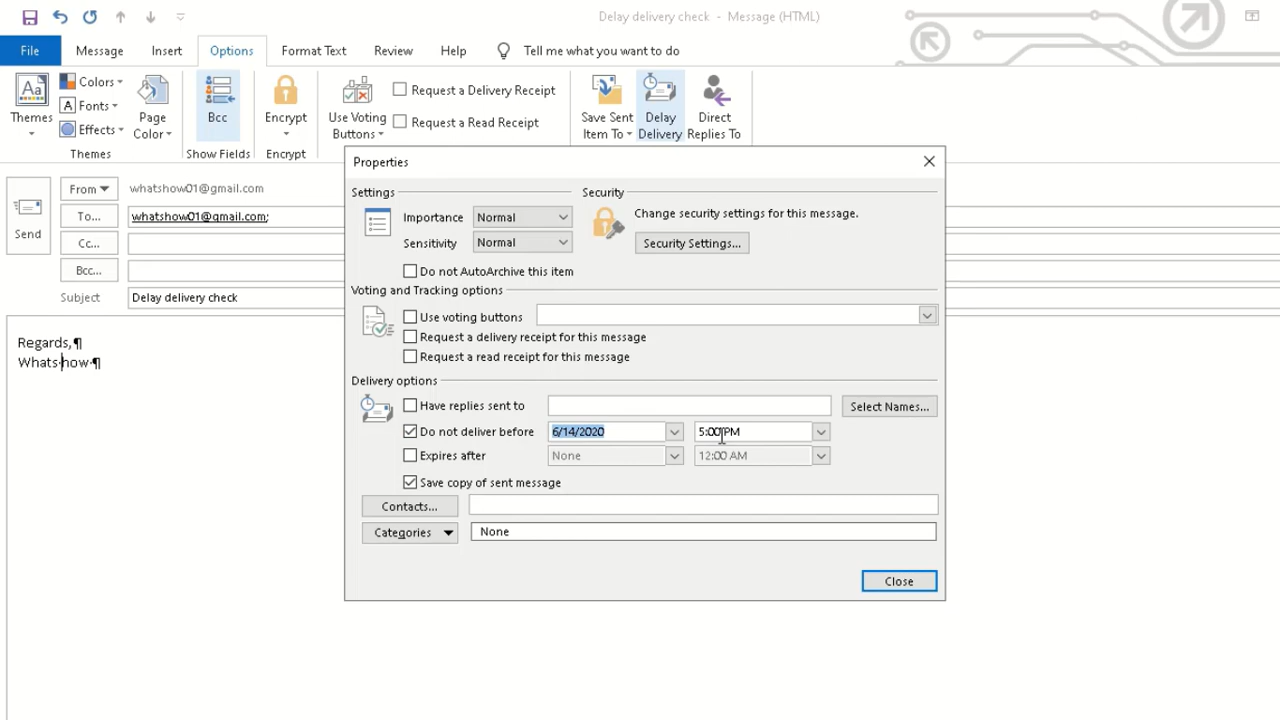 Delay delivery check - Message (HTML)
File Message Insert Options Format Text Review Help Tell me what you want to do
Aa
Themes
Colors
A Fonts
Effects
Page Color
Themes
Bcc
Show Fields
Encrypt
Encrypt
Use Voting Buttons
Request a Delivery Receipt
Request a Read Receipt
Save Sent Item To
Delay Delivery
Direct Replies To
Send
From whatshow01@gmail.com
To... whatshow01@gmail.com;
Cc...
Bcc...
Subject Delay delivery check
Regards,¶
Whats·how·¶
Properties
Settings
Importance Normal
Sensitivity Normal
Do not AutoArchive this item
Security
Change security settings for this message.
Security Settings...
Voting and Tracking options
Use voting buttons
Request a delivery receipt for this message
Request a read receipt for this message
Delivery options
Have replies sent to Select Names...
Do not deliver before 6/14/2020 5:00 PM
Expires after None 12:00 AM
Save copy of sent message
Contacts...
Categories None
Close